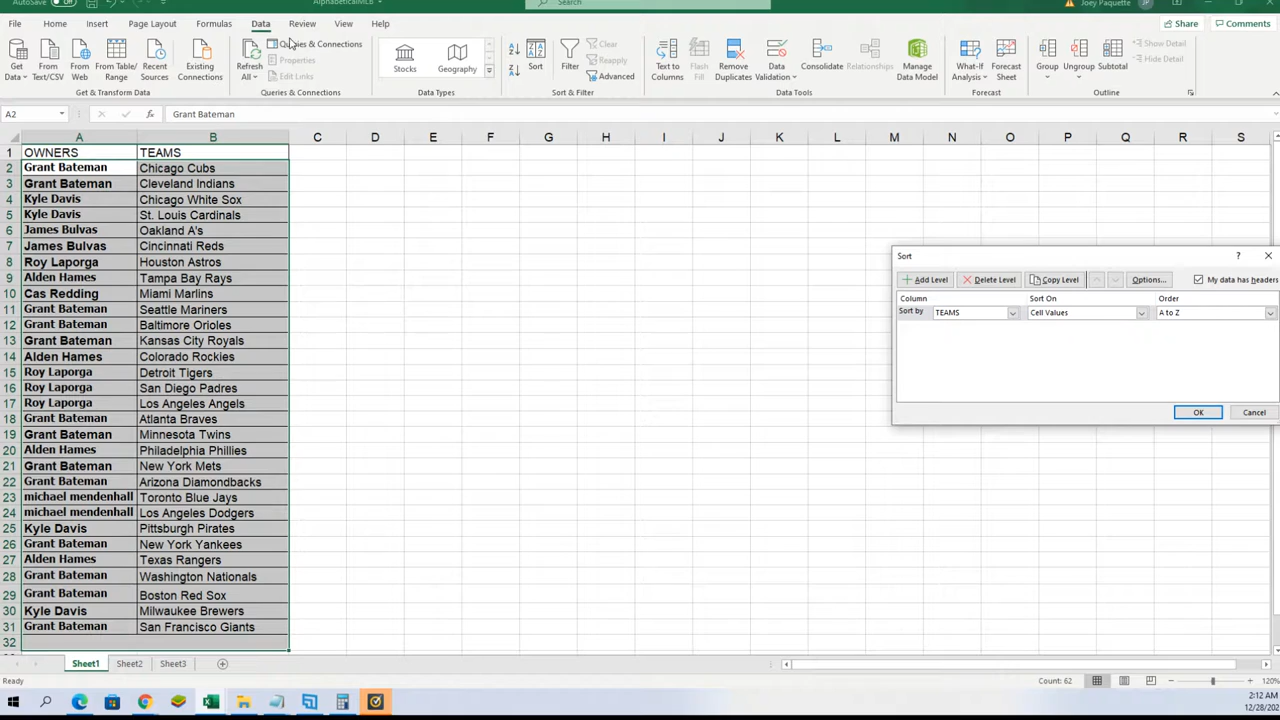 AutoSave Off AlphabeticalMLB Search Joey Paquette JP
File Home Insert Page Layout Formulas Data Review View Help Share Comments
Get Data From Text/CSV From Web From Table/Range Recent Sources Existing Connections Refresh All Queries & Connections Properties Edit Links Stocks Geography Sort Filter Clear Reapply Advanced Text to Columns Flash Fill Remove Duplicates Data Validation Consolidate Relationships Manage Data Model What-If Analysis Forecast Sheet Group Ungroup Subtotal Show Detail Hide Detail
Get & Transform Data Queries & Connections Data Types Sort & Filter Data Tools Forecast Outline
A2 fx Grant Bateman
A B C D E F G H I J K L M N O P Q R S
1 OWNERS TEAMS
2 Grant Bateman Chicago Cubs
3 Grant Bateman Cleveland Indians
4 Kyle Davis Chicago White Sox
5 Kyle Davis St. Louis Cardinals
6 James Bulvas Oakland A's
7 James Bulvas Cincinnati Reds
8 Roy Laporga Houston Astros
9 Alden Hames Tampa Bay Rays
10 Cas Redding Miami Marlins
11 Grant Bateman Seattle Mariners
12 Grant Bateman Baltimore Orioles
13 Grant Bateman Kansas City Royals
14 Alden Hames Colorado Rockies
15 Roy Laporga Detroit Tigers
16 Roy Laporga San Diego Padres
17 Roy Laporga Los Angeles Angels
18 Grant Bateman Atlanta Braves
19 Grant Bateman Minnesota Twins
20 Alden Hames Philadelphia Phillies
21 Grant Bateman New York Mets
22 Grant Bateman Arizona Diamondbacks
23 michael mendenhall Toronto Blue Jays
24 michael mendenhall Los Angeles Dodgers
25 Kyle Davis Pittsburgh Pirates
26 Grant Bateman New York Yankees
27 Alden Hames Texas Rangers
28 Grant Bateman Washington Nationals
29 Grant Bateman Boston Red Sox
30 Kyle Davis Milwaukee Brewers
31 Grant Bateman San Francisco Giants
32
Sort ?
Add Level Delete Level Copy Level Options... My data has headers
Column Sort On Order
Sort by TEAMS Cell Values A to Z
OK Cancel
Sheet1 Sheet2 Sheet3
Ready Count: 62 120%
2:12 AM
12/28/202